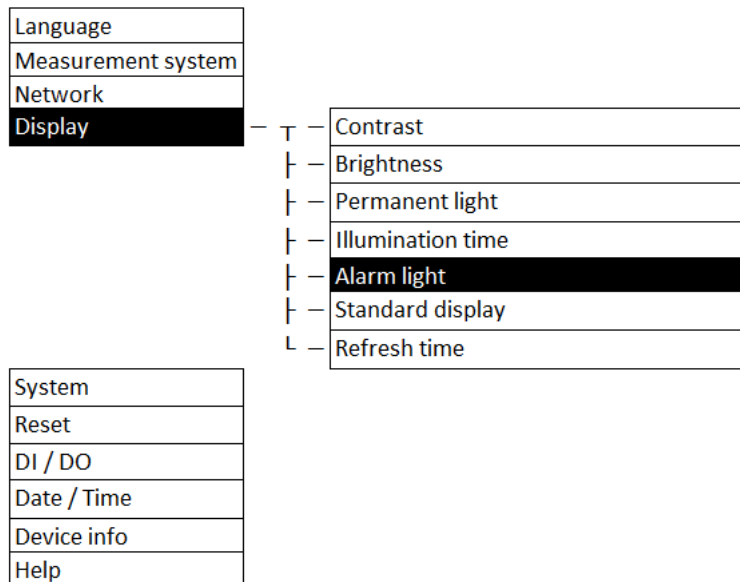 Language
Measurement system
Network
Display
Contrast
Brightness
Permanent light
Illumination time
Alarm light
Standard display
Refresh time
System
Reset
DI / DO
Date / Time
Device info
Help